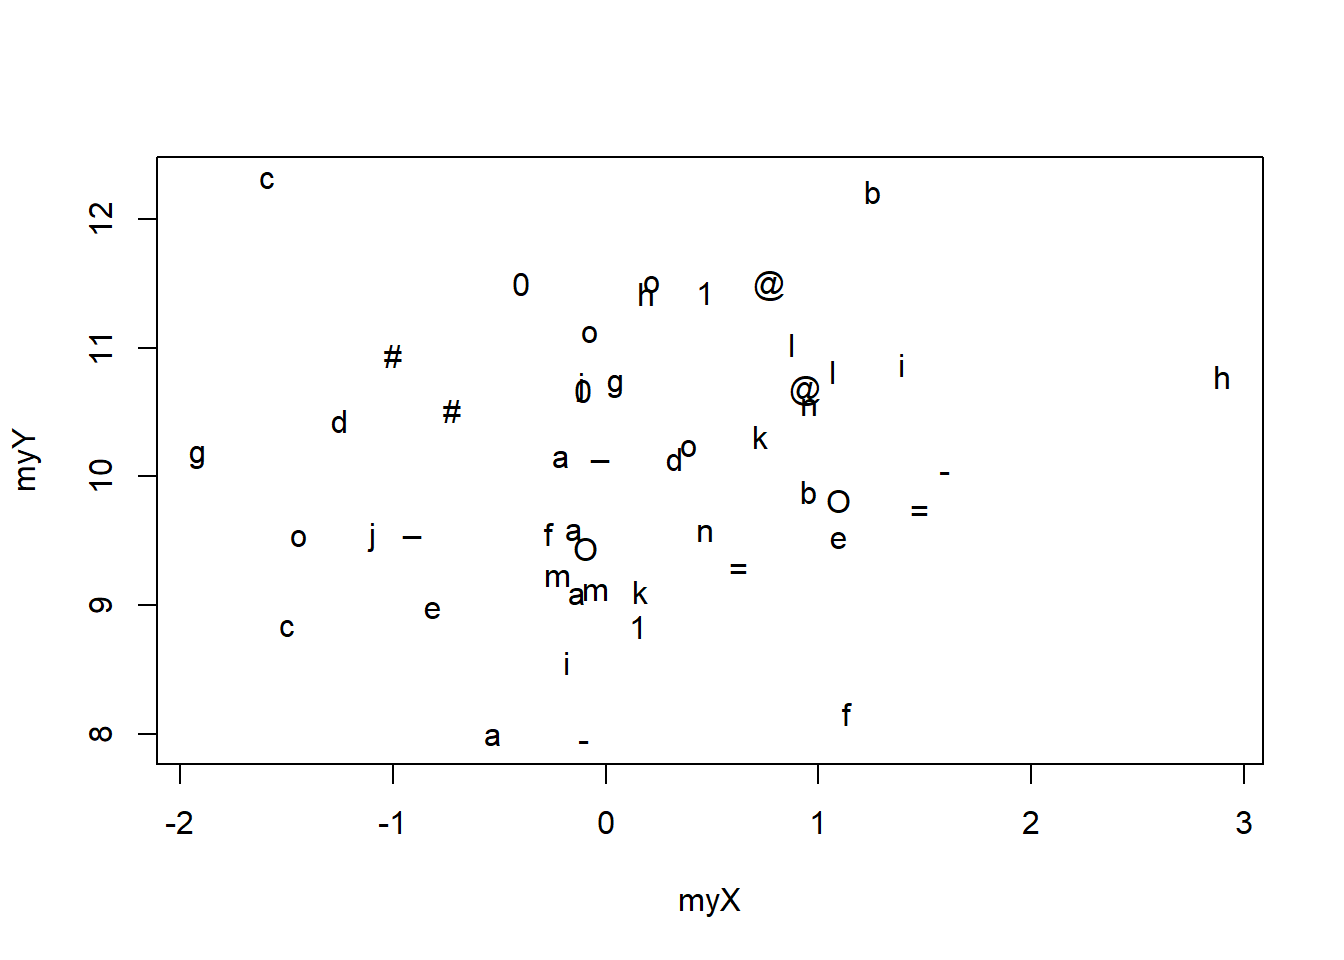 c
b
12
0 o @
h 1
o
11
l
# i
l
h
j g
0 @
n
#
d
k
o
g a – d
10
-
b
O
=
o j – f a n e
O
=
m
m k
a
9
e
c 1
i
f
8
a -
-2 -1 0 1 2 3
myY
myX